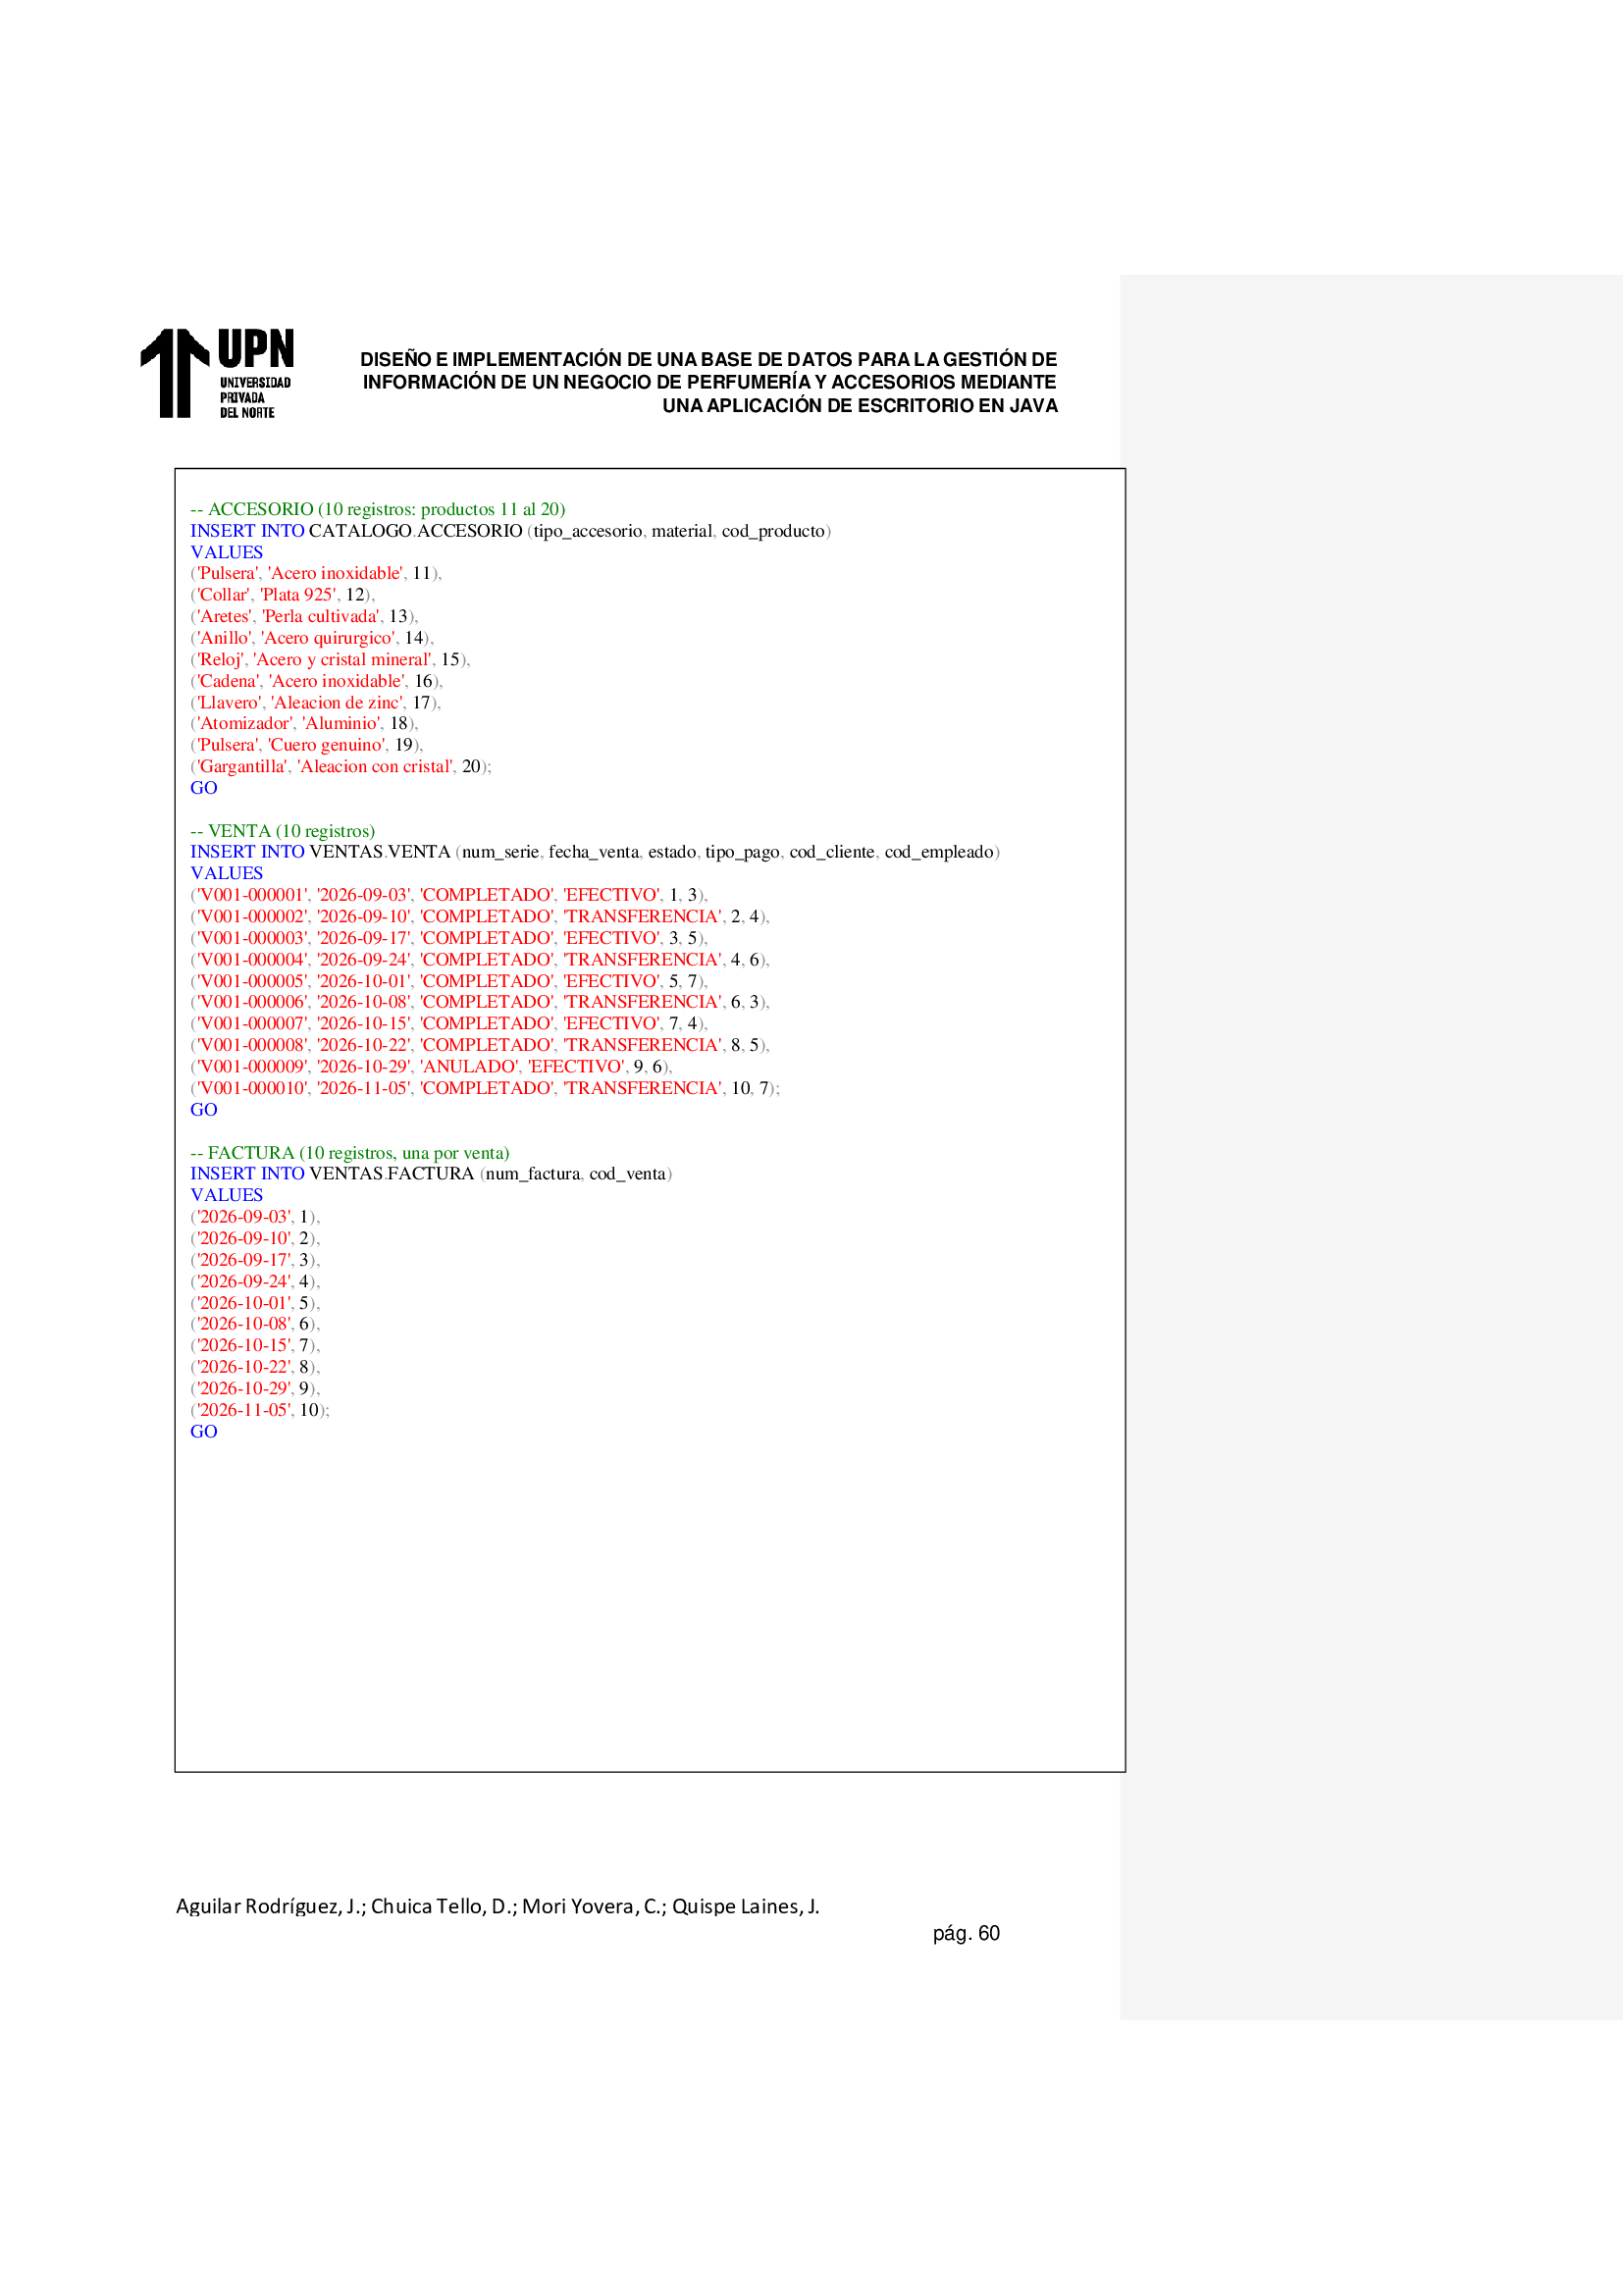 UPN
UNIVERSIDAD
PRIVADA
DEL NORTE
DISEÑO E IMPLEMENTACIÓN DE UNA BASE DE DATOS PARA LA GESTIÓN DE
INFORMACIÓN DE UN NEGOCIO DE PERFUMERÍA Y ACCESORIOS MEDIANTE
UNA APLICACIÓN DE ESCRITORIO EN JAVA
-- ACCESORIO (10 registros: productos 11 al 20)
INSERT INTO CATALOGO.ACCESORIO (tipo_accesorio, material, cod_producto)
VALUES
('Pulsera', 'Acero inoxidable', 11),
('Collar', 'Plata 925', 12),
('Aretes', 'Perla cultivada', 13),
('Anillo', 'Acero quirurgico', 14),
('Reloj', 'Acero y cristal mineral', 15),
('Cadena', 'Acero inoxidable', 16),
('Llavero', 'Aleacion de zinc', 17),
('Atomizador', 'Aluminio', 18),
('Pulsera', 'Cuero genuino', 19),
('Gargantilla', 'Aleacion con cristal', 20);
GO
-- VENTA (10 registros)
INSERT INTO VENTAS.VENTA (num_serie, fecha_venta, estado, tipo_pago, cod_cliente, cod_empleado)
VALUES
('V001-000001', '2026-09-03', 'COMPLETADO', 'EFECTIVO', 1, 3),
('V001-000002', '2026-09-10', 'COMPLETADO', 'TRANSFERENCIA', 2, 4),
('V001-000003', '2026-09-17', 'COMPLETADO', 'EFECTIVO', 3, 5),
('V001-000004', '2026-09-24', 'COMPLETADO', 'TRANSFERENCIA', 4, 6),
('V001-000005', '2026-10-01', 'COMPLETADO', 'EFECTIVO', 5, 7),
('V001-000006', '2026-10-08', 'COMPLETADO', 'TRANSFERENCIA', 6, 3),
('V001-000007', '2026-10-15', 'COMPLETADO', 'EFECTIVO', 7, 4),
('V001-000008', '2026-10-22', 'COMPLETADO', 'TRANSFERENCIA', 8, 5),
('V001-000009', '2026-10-29', 'ANULADO', 'EFECTIVO', 9, 6),
('V001-000010', '2026-11-05', 'COMPLETADO', 'TRANSFERENCIA', 10, 7);
GO
-- FACTURA (10 registros, una por venta)
INSERT INTO VENTAS.FACTURA (num_factura, cod_venta)
VALUES
('2026-09-03', 1),
('2026-09-10', 2),
('2026-09-17', 3),
('2026-09-24', 4),
('2026-10-01', 5),
('2026-10-08', 6),
('2026-10-15', 7),
('2026-10-22', 8),
('2026-10-29', 9),
('2026-11-05', 10);
GO
Aguilar Rodríguez, J.; Chuica Tello, D.; Mori Yovera, C.; Quispe Laines, J.
pág. 60